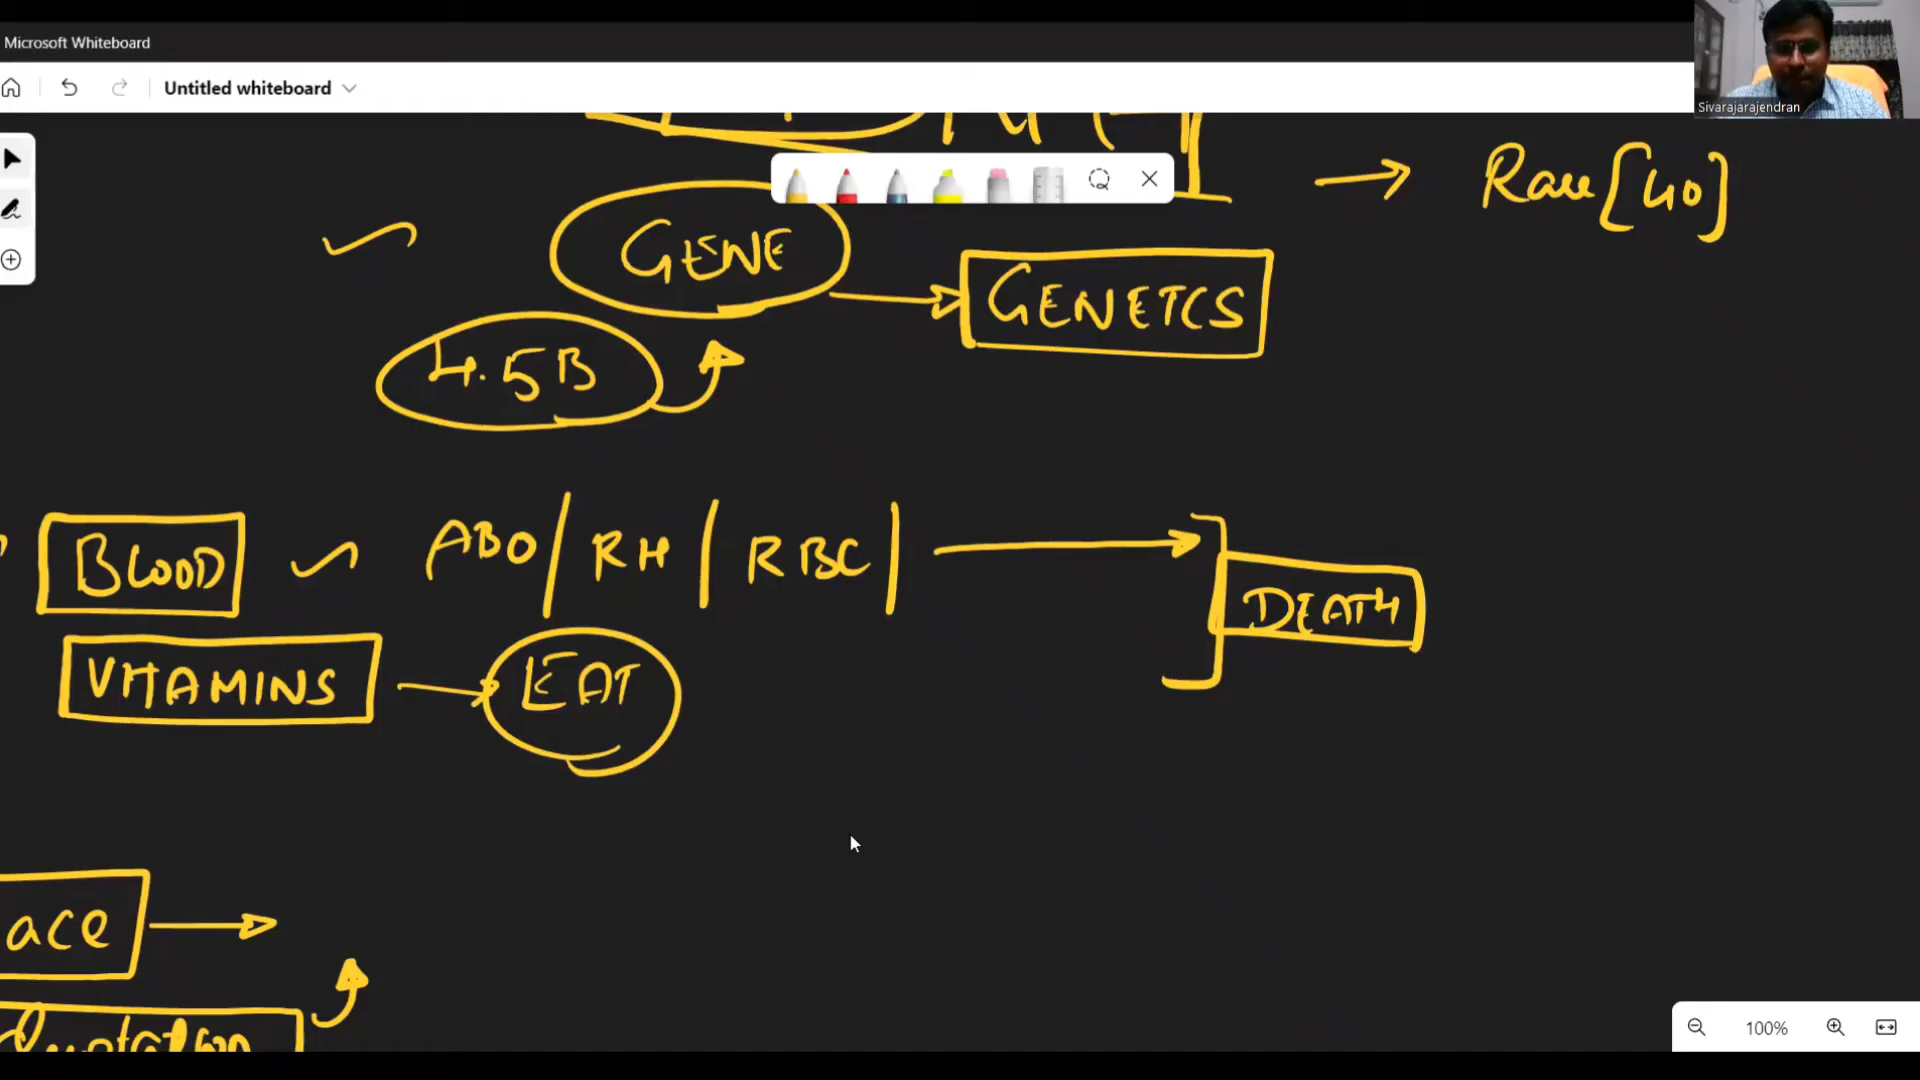 Microsoft Whiteboard
Untitled whiteboard
Sivarajarajendran
Rare [40]
GENE
GENETCS
4.5B
BLOOD ABO / RH / RBC /
DEATH
VITAMINS EAT
ace
100%